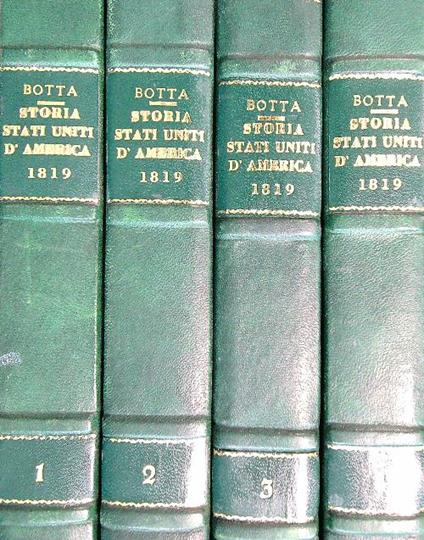 BOTTA
STORIA
STATI UNITI
D'AMERICA
1819
1
BOTTA
STORIA
STATI UNITI
D'AMERICA
1819
2
BOTTA
STORIA
STATI UNITI
D'AMERICA
1819
3
BOTTA
STORIA
STATI UNITI
D'AMERICA
1819